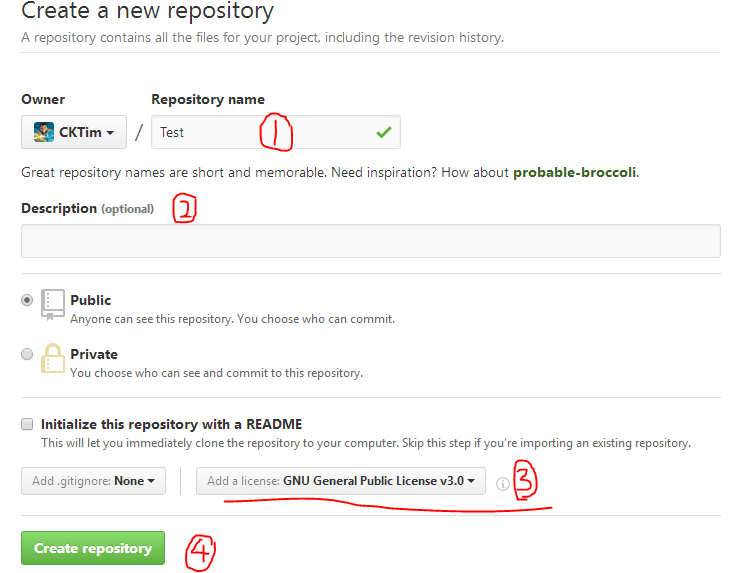 Create a new repository
A repository contains all the files for your project, including the revision history.
Owner Repository name
CKTim / Test 1
Great repository names are short and memorable. Need inspiration? How about probable-broccoli.
Description (optional) 2
Public
Anyone can see this repository. You choose who can commit.
Private
You choose who can see and commit to this repository.
Initialize this repository with a README
This will let you immediately clone the repository to your computer. Skip this step if you're importing an existing repository.
Add .gitignore: None Add a license: GNU General Public License v3.0 3
Create repository 4